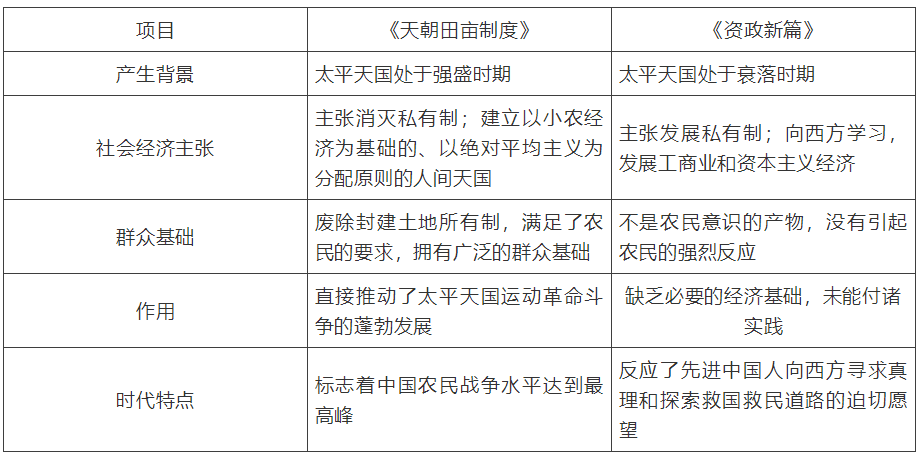 项目 《天朝田亩制度》 《资政新篇》
产生背景 太平天国处于强盛时期 太平天国处于衰落时期
社会经济主张
主张消灭私有制；建立以小农经
济为基础的、以绝对平均主义为
分配原则的人间天国
主张发展私有制；向西方学习，
发展工商业和资本主义经济
群众基础
废除封建土地所有制，满足了农
民的要求，拥有广泛的群众基础
不是农民意识的产物，没有引起
农民的强烈反应
作用
直接推动了太平天国运动革命斗
争的蓬勃发展
缺乏必要的经济基础，未能付诸
实践
时代特点
标志着中国农民战争水平达到最
高峰
反应了先进中国人向西方寻求真
理和探索救国救民道路的迫切愿
望